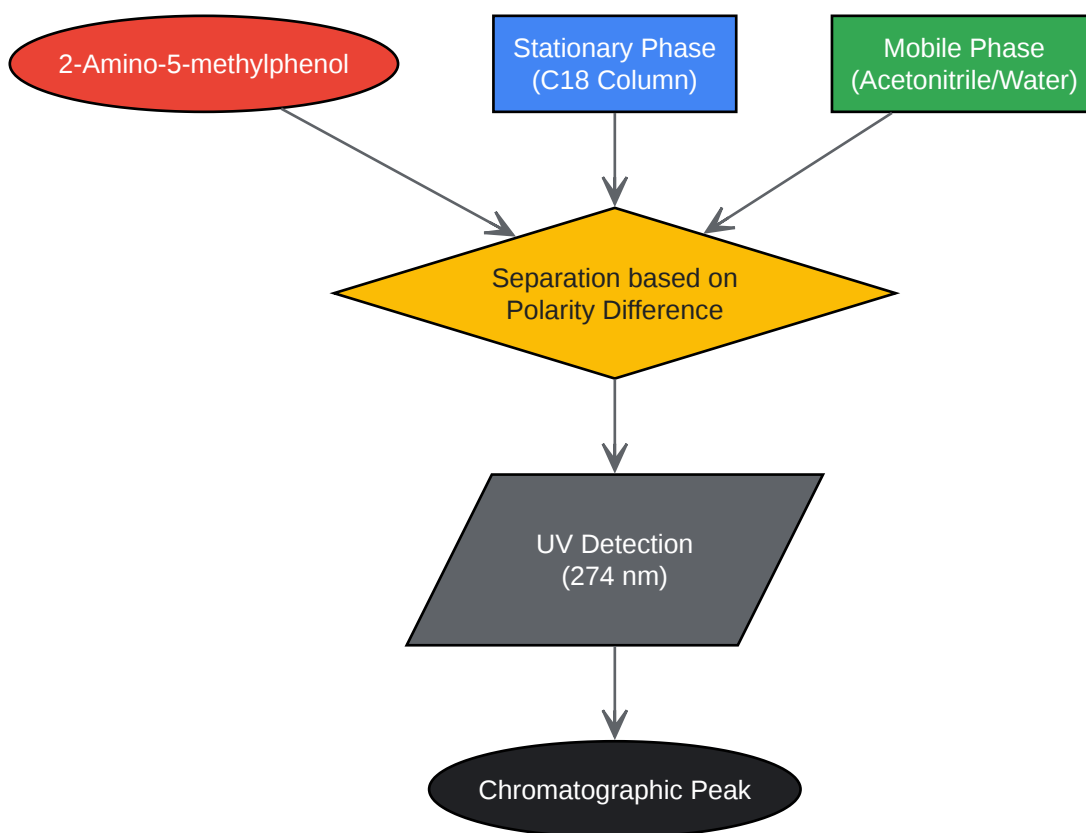 2-Amino-5-methylphenol
Stationary Phase
(C18 Column)
Mobile Phase
(Acetonitrile/Water)
Separation based on
Polarity Difference
UV Detection
(274 nm)
Chromatographic Peak